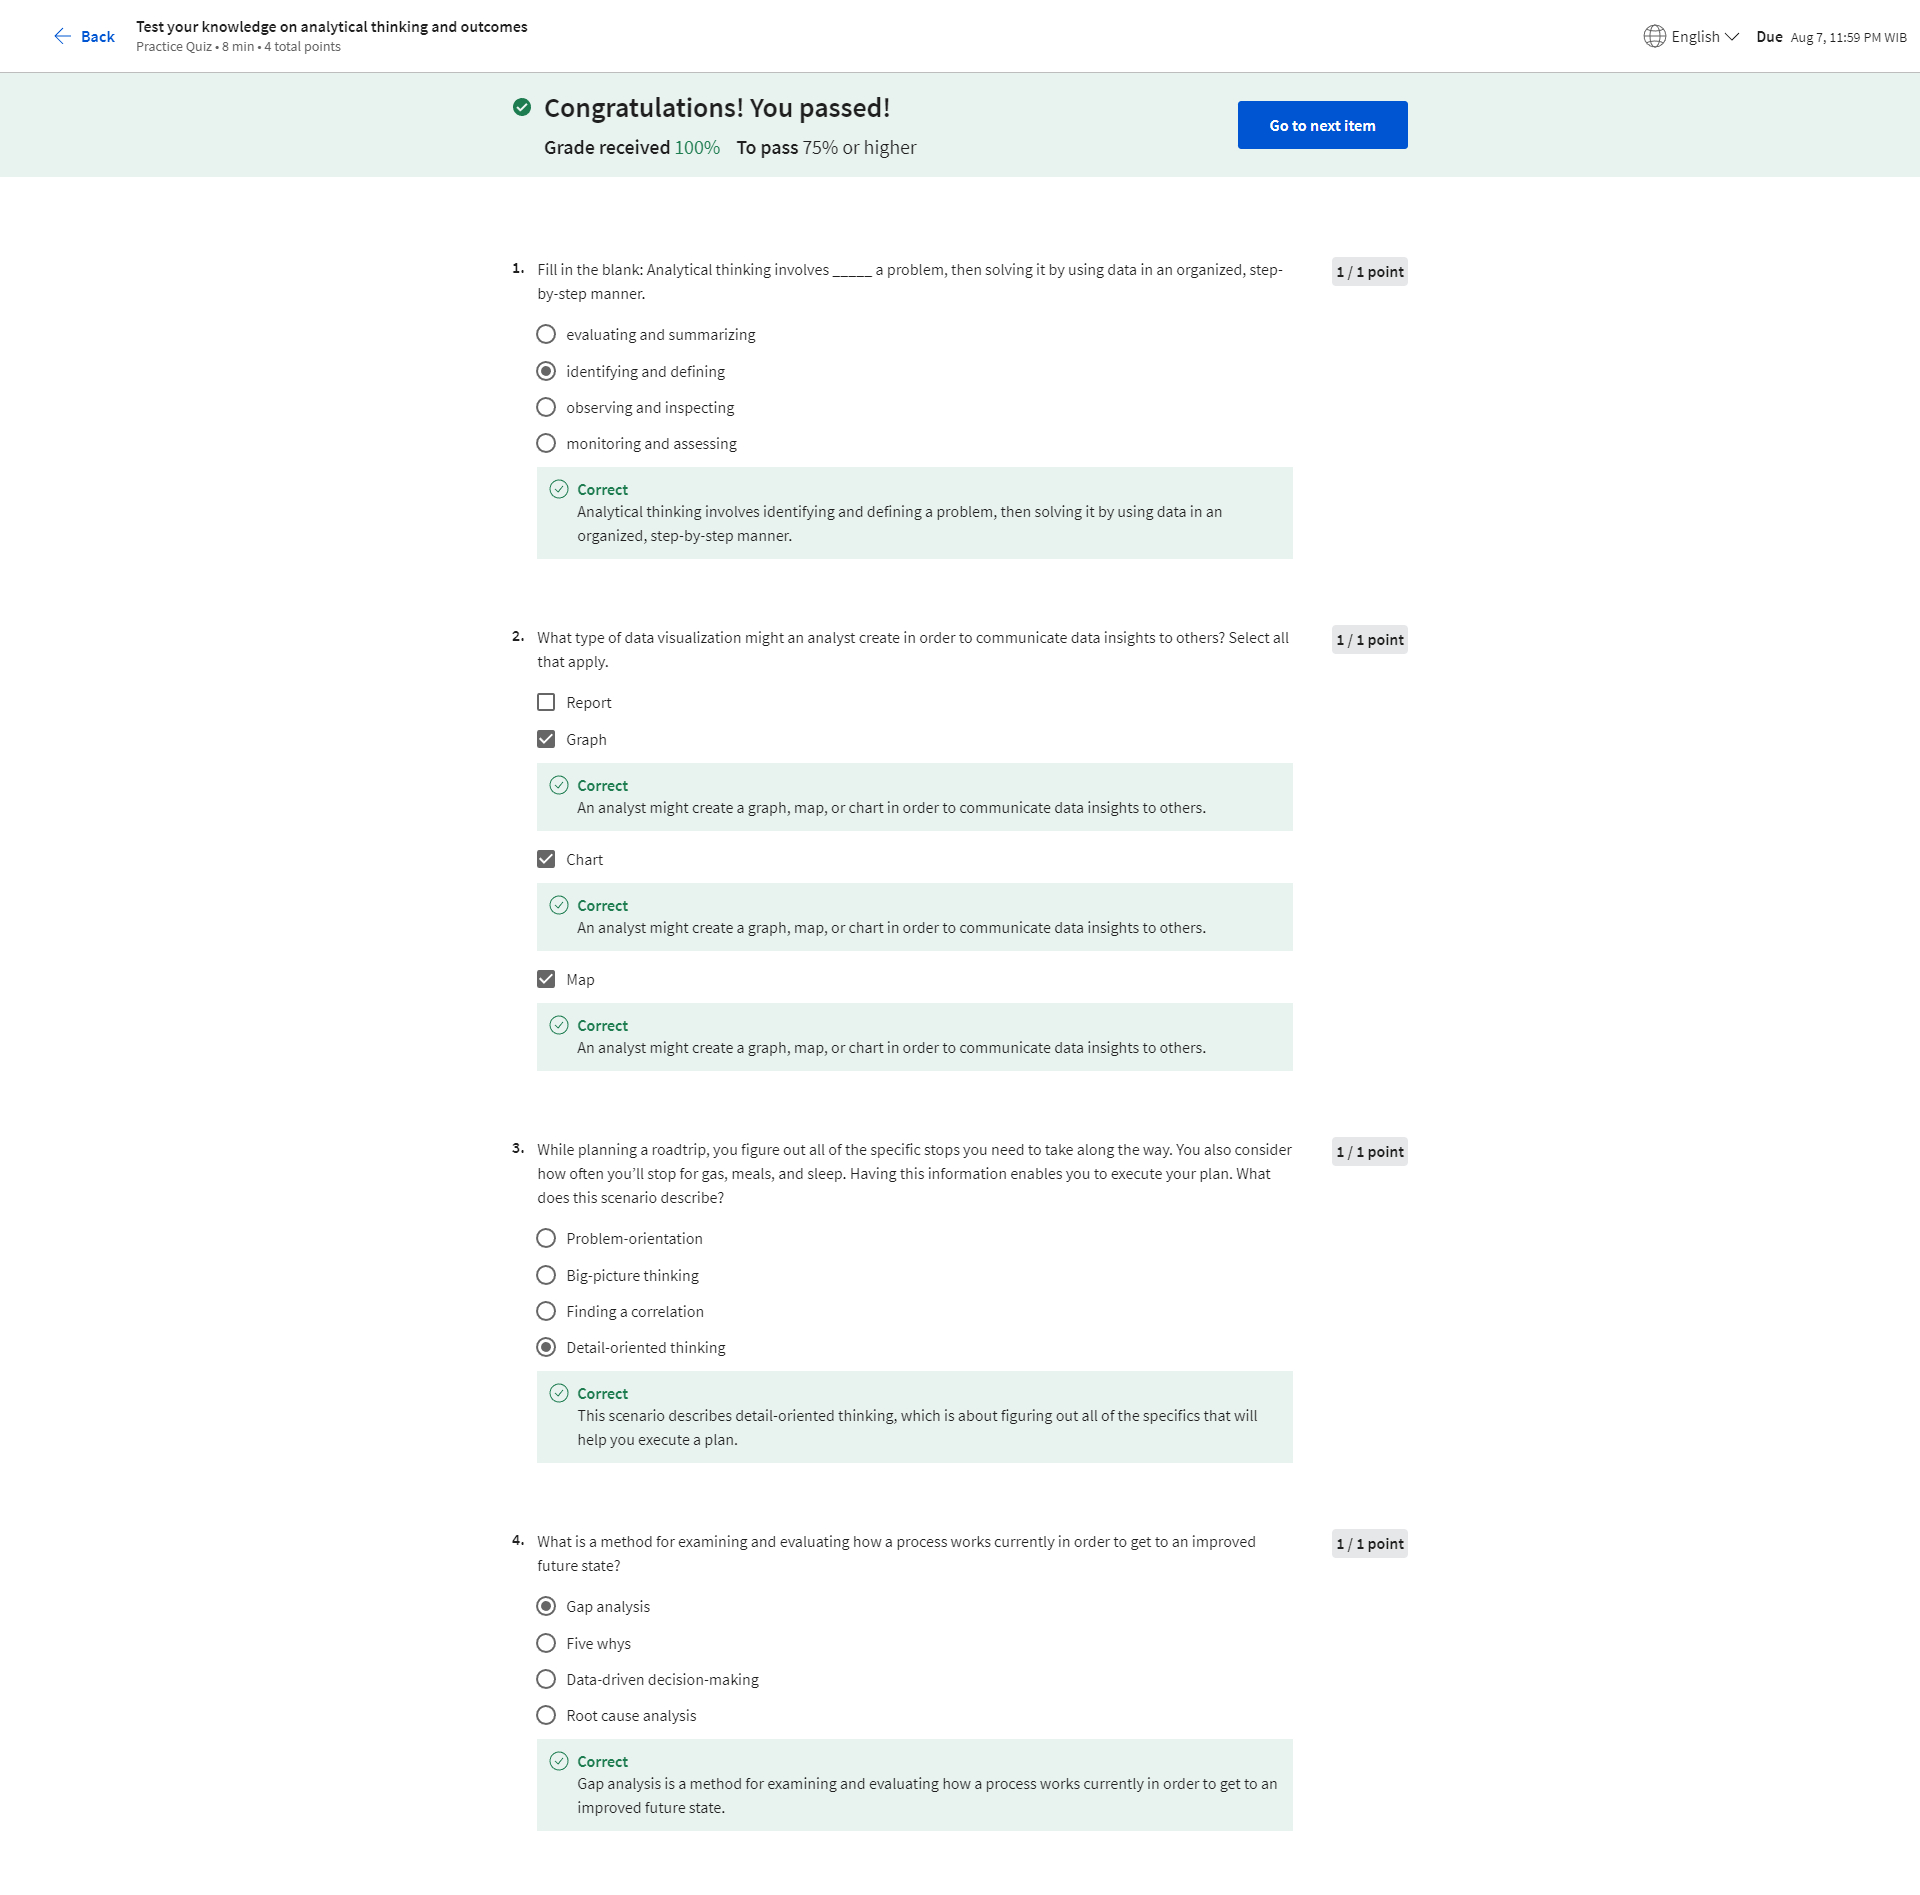 Back
Test your knowledge on analytical thinking and outcomes
Practice Quiz • 8 min • 4 total points
English
Due Aug 7, 11:59 PM WIB
Congratulations! You passed!
Grade received 100% To pass 75% or higher
Go to next item
1. Fill in the blank: Analytical thinking involves _____ a problem, then solving it by using data in an organized, step-
by-step manner.
1 / 1 point
evaluating and summarizing
identifying and defining
observing and inspecting
monitoring and assessing
Correct
Analytical thinking involves identifying and defining a problem, then solving it by using data in an
organized, step-by-step manner.
2. What type of data visualization might an analyst create in order to communicate data insights to others? Select all
that apply.
1 / 1 point
Report
Graph
Correct
An analyst might create a graph, map, or chart in order to communicate data insights to others.
Chart
Correct
An analyst might create a graph, map, or chart in order to communicate data insights to others.
Map
Correct
An analyst might create a graph, map, or chart in order to communicate data insights to others.
3. While planning a roadtrip, you figure out all of the specific stops you need to take along the way. You also consider
how often you’ll stop for gas, meals, and sleep. Having this information enables you to execute your plan. What
does this scenario describe?
1 / 1 point
Problem-orientation
Big-picture thinking
Finding a correlation
Detail-oriented thinking
Correct
This scenario describes detail-oriented thinking, which is about figuring out all of the specifics that will
help you execute a plan.
4. What is a method for examining and evaluating how a process works currently in order to get to an improved
future state?
1 / 1 point
Gap analysis
Five whys
Data-driven decision-making
Root cause analysis
Correct
Gap analysis is a method for examining and evaluating how a process works currently in order to get to an
improved future state.